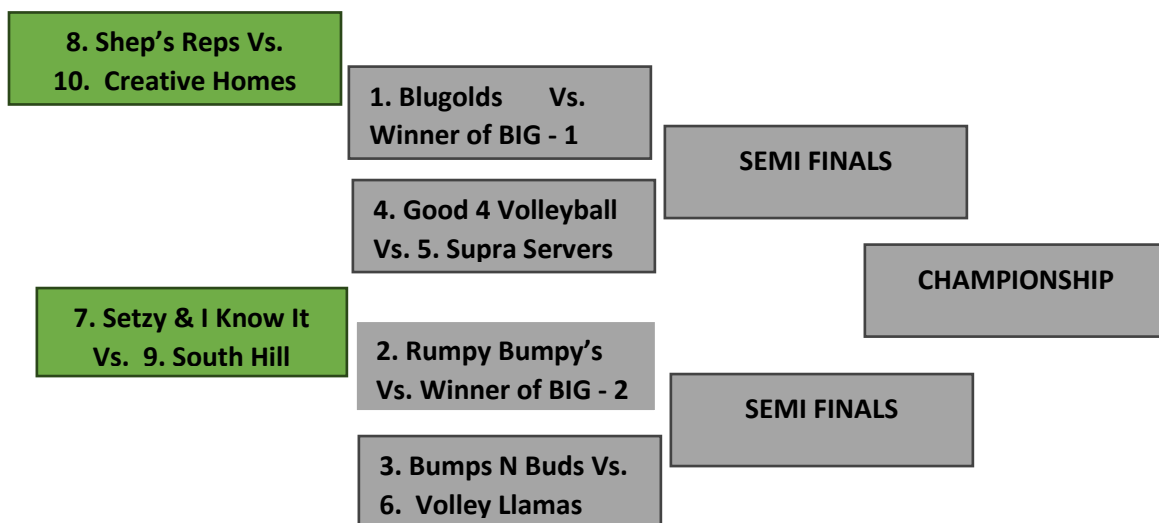 8. Shep’s Reps Vs.
10. Creative Homes
1. Blugolds Vs.
Winner of BIG - 1
SEMI FINALS
4. Good 4 Volleyball
Vs. 5. Supra Servers
CHAMPIONSHIP
7. Setzy & I Know It
Vs. 9. South Hill
2. Rumpy Bumpy’s
Vs. Winner of BIG - 2
SEMI FINALS
3. Bumps N Buds Vs.
6. Volley Llamas